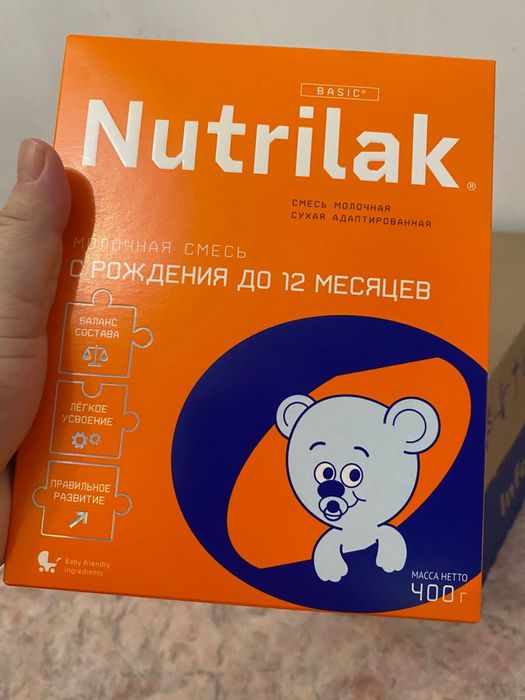 BASIC®
Nutrilak®
СМЕСЬ МОЛОЧНАЯ
СУХАЯ АДАПТИРОВАННАЯ
МОЛОЧНАЯ СМЕСЬ
С РОЖДЕНИЯ ДО 12 МЕСЯЦЕВ
БАЛАНС
СОСТАВА
ЛЁГКОЕ
УСВОЕНИЕ
ПРАВИЛЬНОЕ
РАЗВИТИЕ
Baby friendly
ingredients
МАССА НЕТТО
400 г